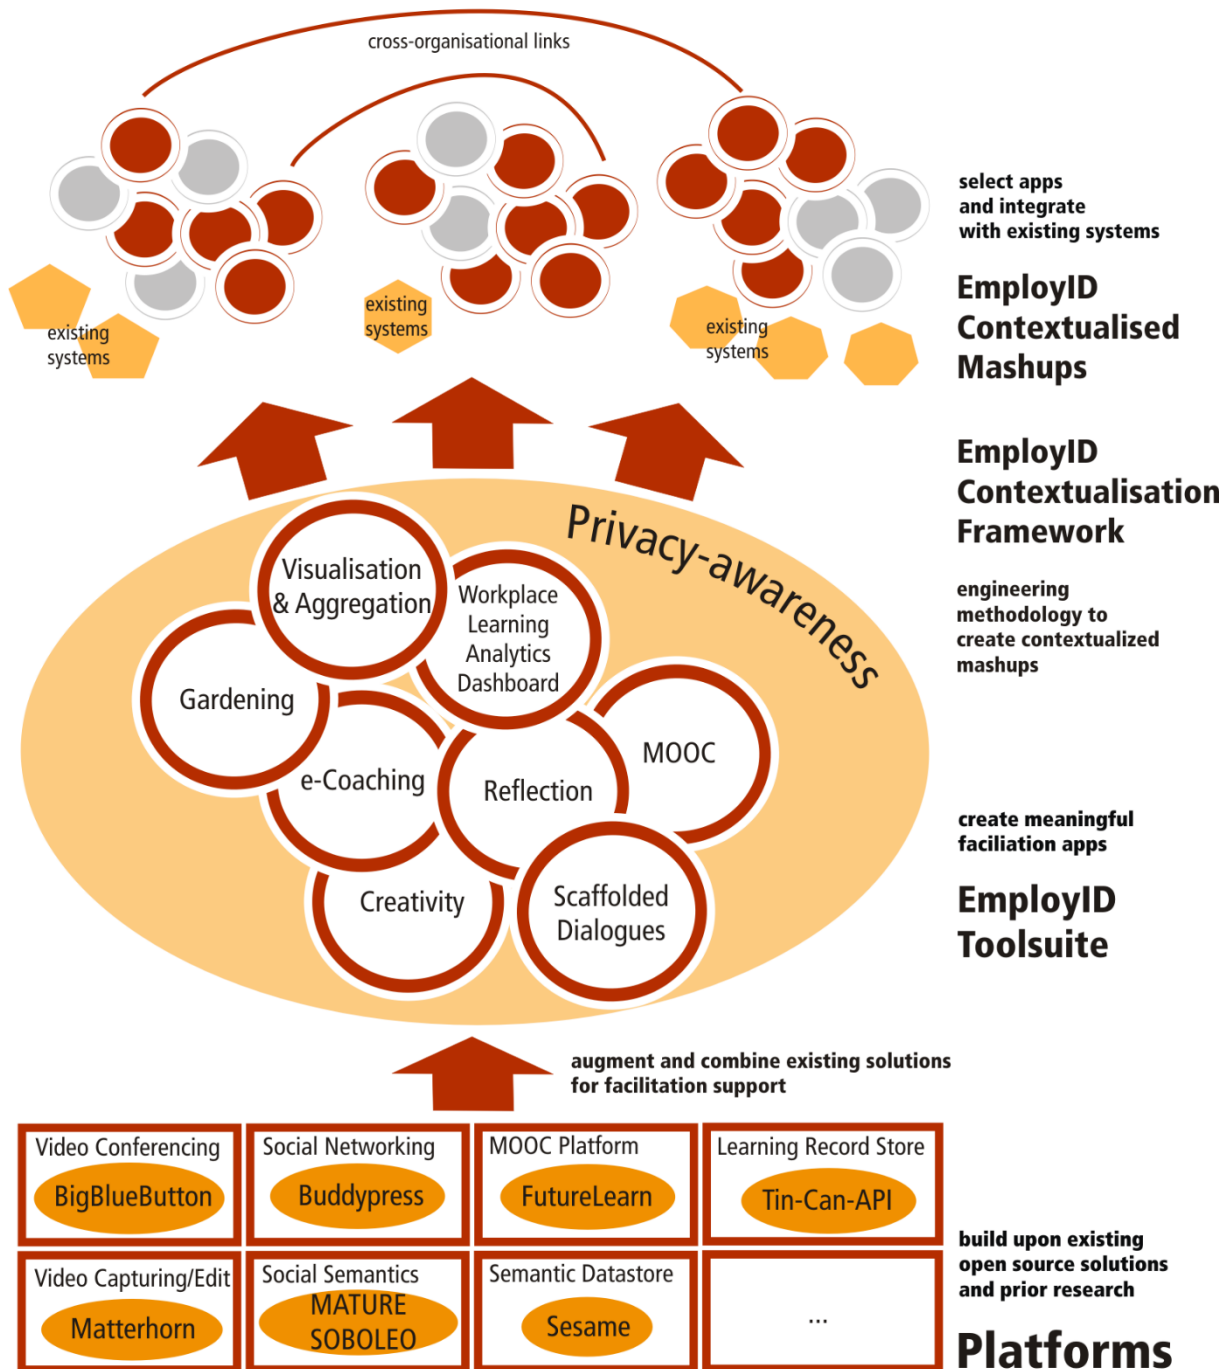 cross-organisational links
select apps
and integrate
with existing systems
EmployID
Contextualised
Mashups
existing
systems
existing
systems
existing
systems
EmployID
Contextualisation
Framework
engineering
methodology to
create contextualized
mashups
Privacy-awareness
Visualisation
& Aggregation
Workplace
Learning
Analytics
Dashboard
Gardening
e-Coaching
Reflection
MOOC
Creativity
Scaffolded
Dialogues
create meaningful
faciliation apps
EmployID
Toolsuite
augment and combine existing solutions
for facilitation support
Video Conferencing
BigBlueButton
Social Networking
Buddypress
MOOC Platform
FutureLearn
Learning Record Store
Tin-Can-API
Video Capturing/Edit
Matterhorn
Social Semantics
MATURE
SOBOLEO
Semantic Datastore
Sesame
...
build upon existing
open source solutions
and prior research
Platforms